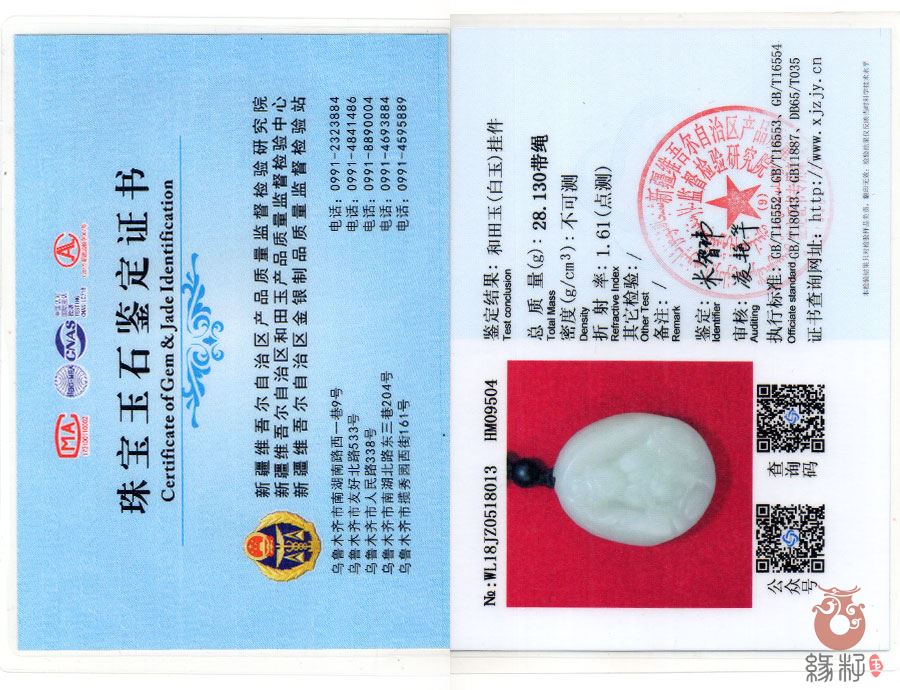 珠宝玉石鉴定证书
Certificate of Gem & Jade Identification
MA
CNAS
新疆维吾尔自治区产品质量监督检验研究院
新疆维吾尔自治区和田玉产品质量监督检验中心
新疆维吾尔自治区金银制品质量监督检验站
乌鲁木齐市南湖南路西一巷9号 电话：0991-2323884
乌鲁木齐市友好北路533号 电话：0991-4841486
乌鲁木齐市人民路338号 电话：0991-8890004
乌鲁木齐市南湖北路东三巷204号 电话：0991-4693884
乌鲁木齐市揽秀园西街161号 电话：0991-4595889
№:WL18JZ0518013 HM09504
鉴定结果：和田玉(白玉)挂件
Test conclusion
总质量(g)：28.130带绳
Total Mass
密度(g/cm³)：不可测
Density
折射率：1.61(点测)
Refractive Index
其它检验：/
Other Test
备注：/
Remark
鉴定：
Identifier
审核：
Auditing
执行标准：GB/T16552、GB/T16553、GB/T16554
Officiate standard GB/T18043、GB11887、DB65/T035
证书查询网址：http://www.xjzjy.cn
查询码
公众号
緣籽
玉